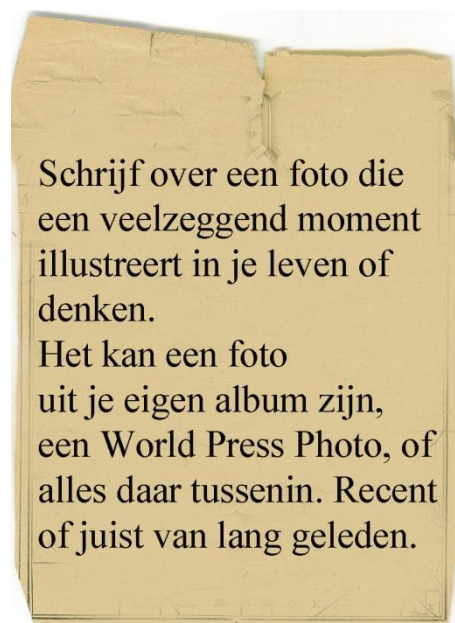 Schrijf over een foto die
een veelzeggend moment
illustreert in je leven of
denken.
Het kan een foto
uit je eigen album zijn,
een World Press Photo, of
alles daar tussenin. Recent
of juist van lang geleden.